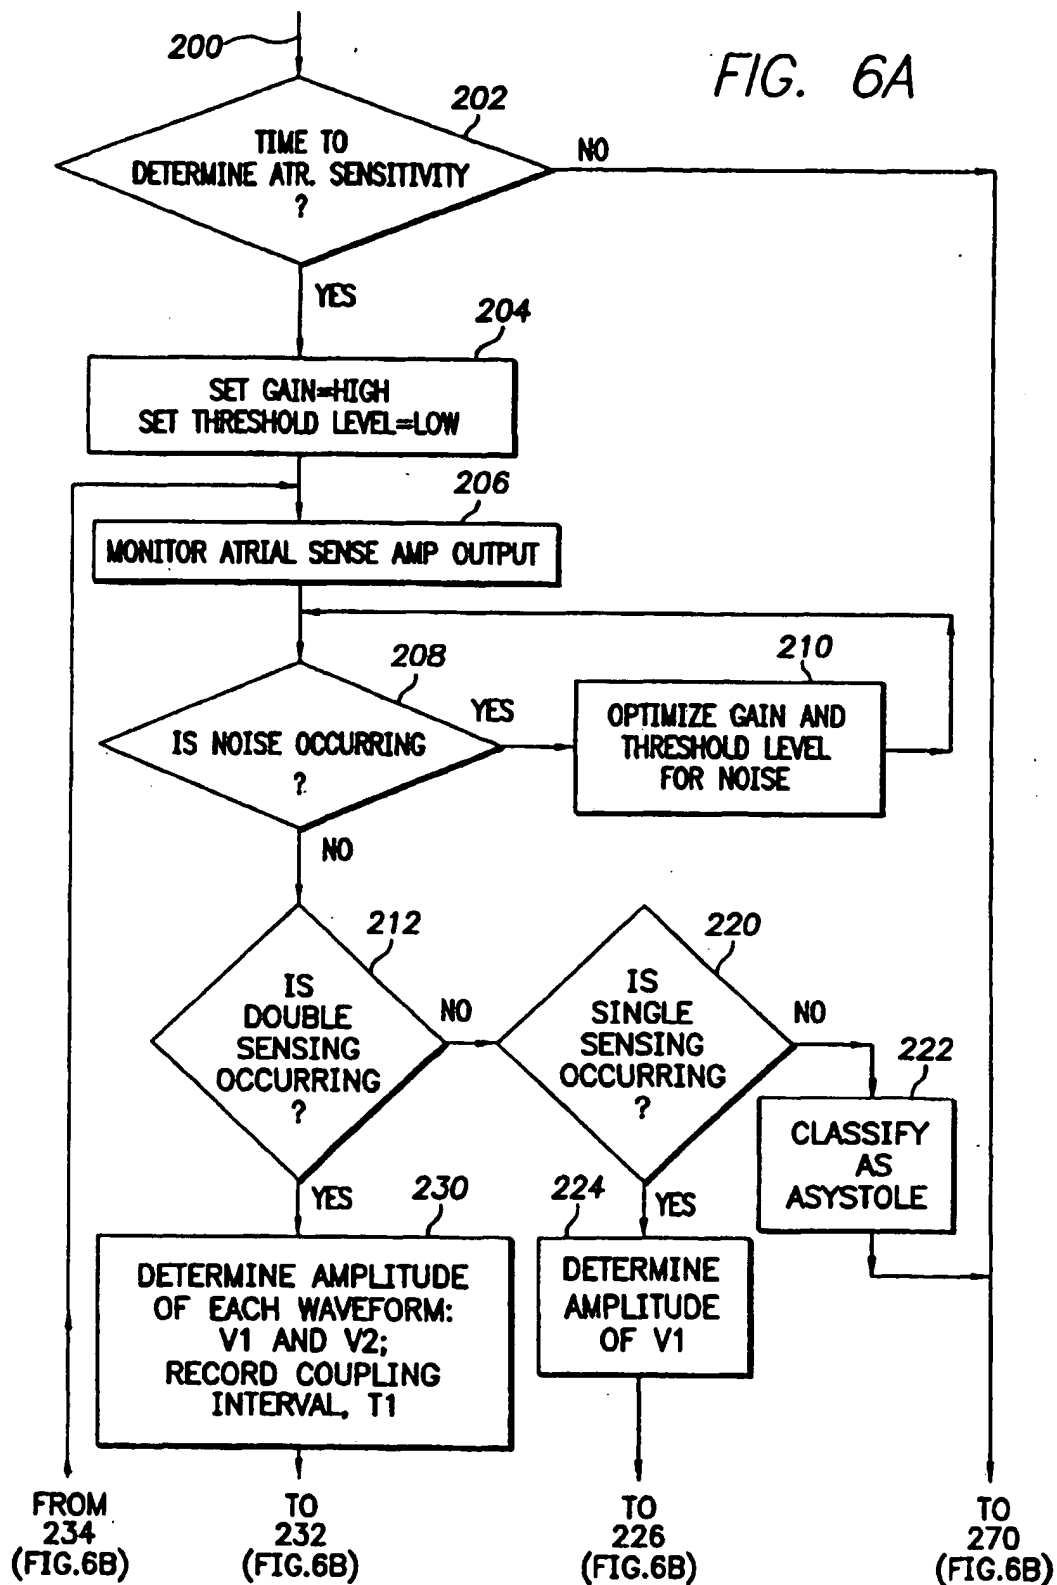 200
FIG. 6A
202
TIME TO
DETERMINE ATR. SENSITIVITY
?
NO
YES
204
SET GAIN=HIGH
SET THRESHOLD LEVEL=LOW
206
MONITOR ATRIAL SENSE AMP OUTPUT
208
IS NOISE OCCURRING
?
YES
210
OPTIMIZE GAIN AND
THRESHOLD LEVEL
FOR NOISE
NO
212
IS
DOUBLE
SENSING
OCCURRING
?
NO
220
IS
SINGLE
SENSING
OCCURRING
?
NO
222
CLASSIFY
AS
ASYSTOLE
YES
230
DETERMINE AMPLITUDE
OF EACH WAVEFORM:
V1 AND V2;
RECORD COUPLING
INTERVAL, T1
YES
224
DETERMINE
AMPLITUDE
OF V1
FROM
234
(FIG.6B)
TO
232
(FIG.6B)
TO
226
(FIG.6B)
TO
270
(FIG.6B)